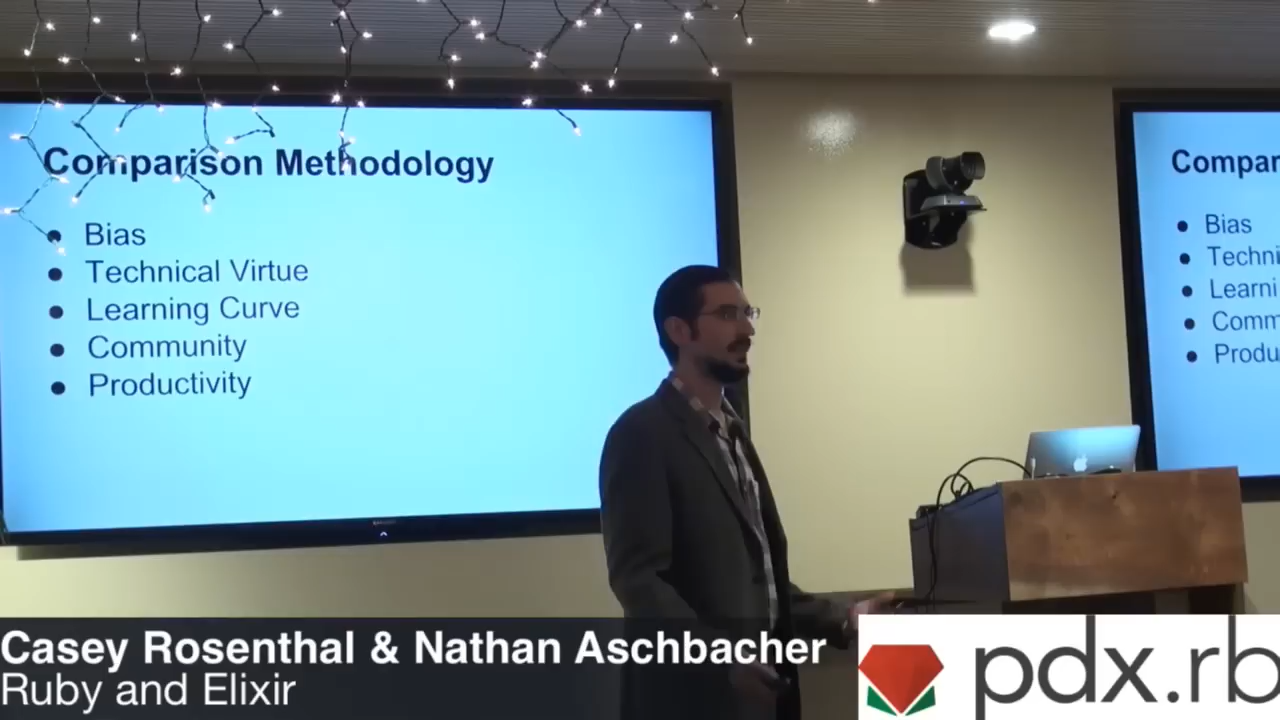 Comparison Methodology
● Bias
● Technical Virtue
● Learning Curve
● Community
● Productivity
Compar
● Bias
● Techni
● Learni
● Comm
● Produ
Casey Rosenthal & Nathan Aschbacher
Ruby and Elixir
pdx.rb